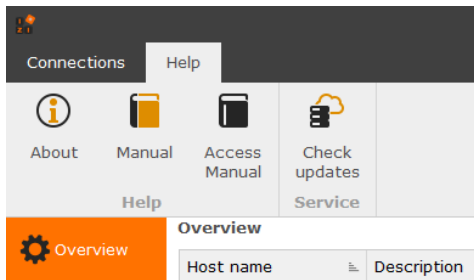 Connections Help
About Manual Access Manual Check updates
Help Service
Overview
Overview
Host name Description